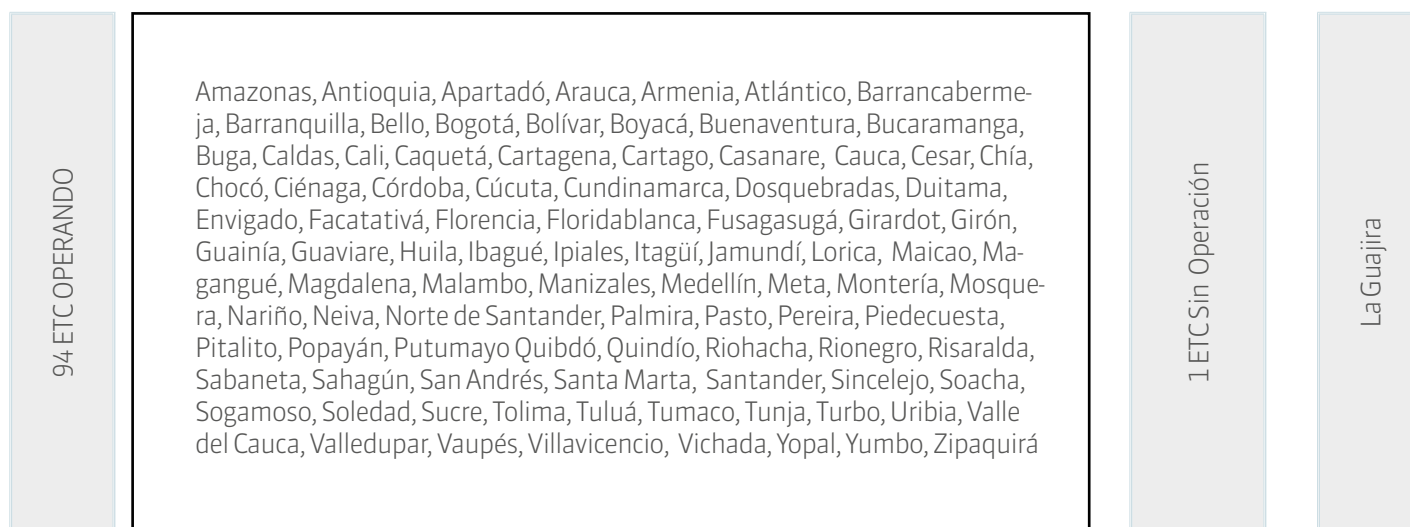 94 ETC OPERANDO
Amazonas, Antioquia, Apartadó, Arauca, Armenia, Atlántico, Barrancaberme-
ja, Barranquilla, Bello, Bogotá, Bolívar, Boyacá, Buenaventura, Bucaramanga,
Buga, Caldas, Cali, Caquetá, Cartagena, Cartago, Casanare, Cauca, Cesar, Chía,
Chocó, Ciénaga, Córdoba, Cúcuta, Cundinamarca, Dosquebradas, Duitama,
Envigado, Facatativá, Florencia, Floridablanca, Fusagasugá, Girardot, Girón,
Guainía, Guaviare, Huila, Ibagué, Ipiales, Itagüí, Jamundí, Lorica, Maicao, Ma-
gangué, Magdalena, Malambo, Manizales, Medellín, Meta, Montería, Mosque-
ra, Nariño, Neiva, Norte de Santander, Palmira, Pasto, Pereira, Piedecuesta,
Pitalito, Popayán, Putumayo Quibdó, Quindío, Riohacha, Rionegro, Risaralda,
Sabaneta, Sahagún, San Andrés, Santa Marta, Santander, Sincelejo, Soacha,
Sogamoso, Soledad, Sucre, Tolima, Tuluá, Tumaco, Tunja, Turbo, Uribia, Valle
del Cauca, Valledupar, Vaupés, Villavicencio, Vichada, Yopal, Yumbo, Zipaquirá
1 ETC Sin Operación
La Guajira